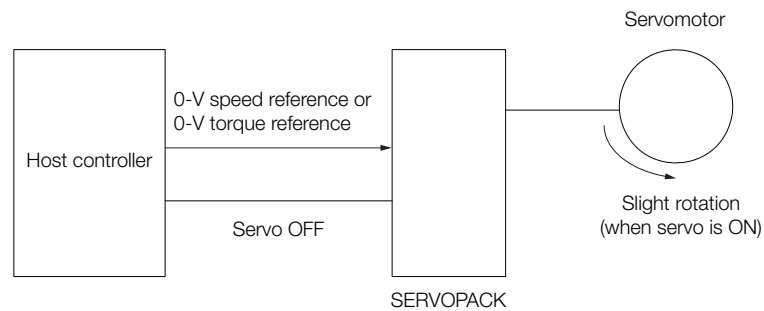 Servomotor
0-V speed reference or
0-V torque reference
Host controller
Servo OFF
Slight rotation
(when servo is ON)
SERVOPACK